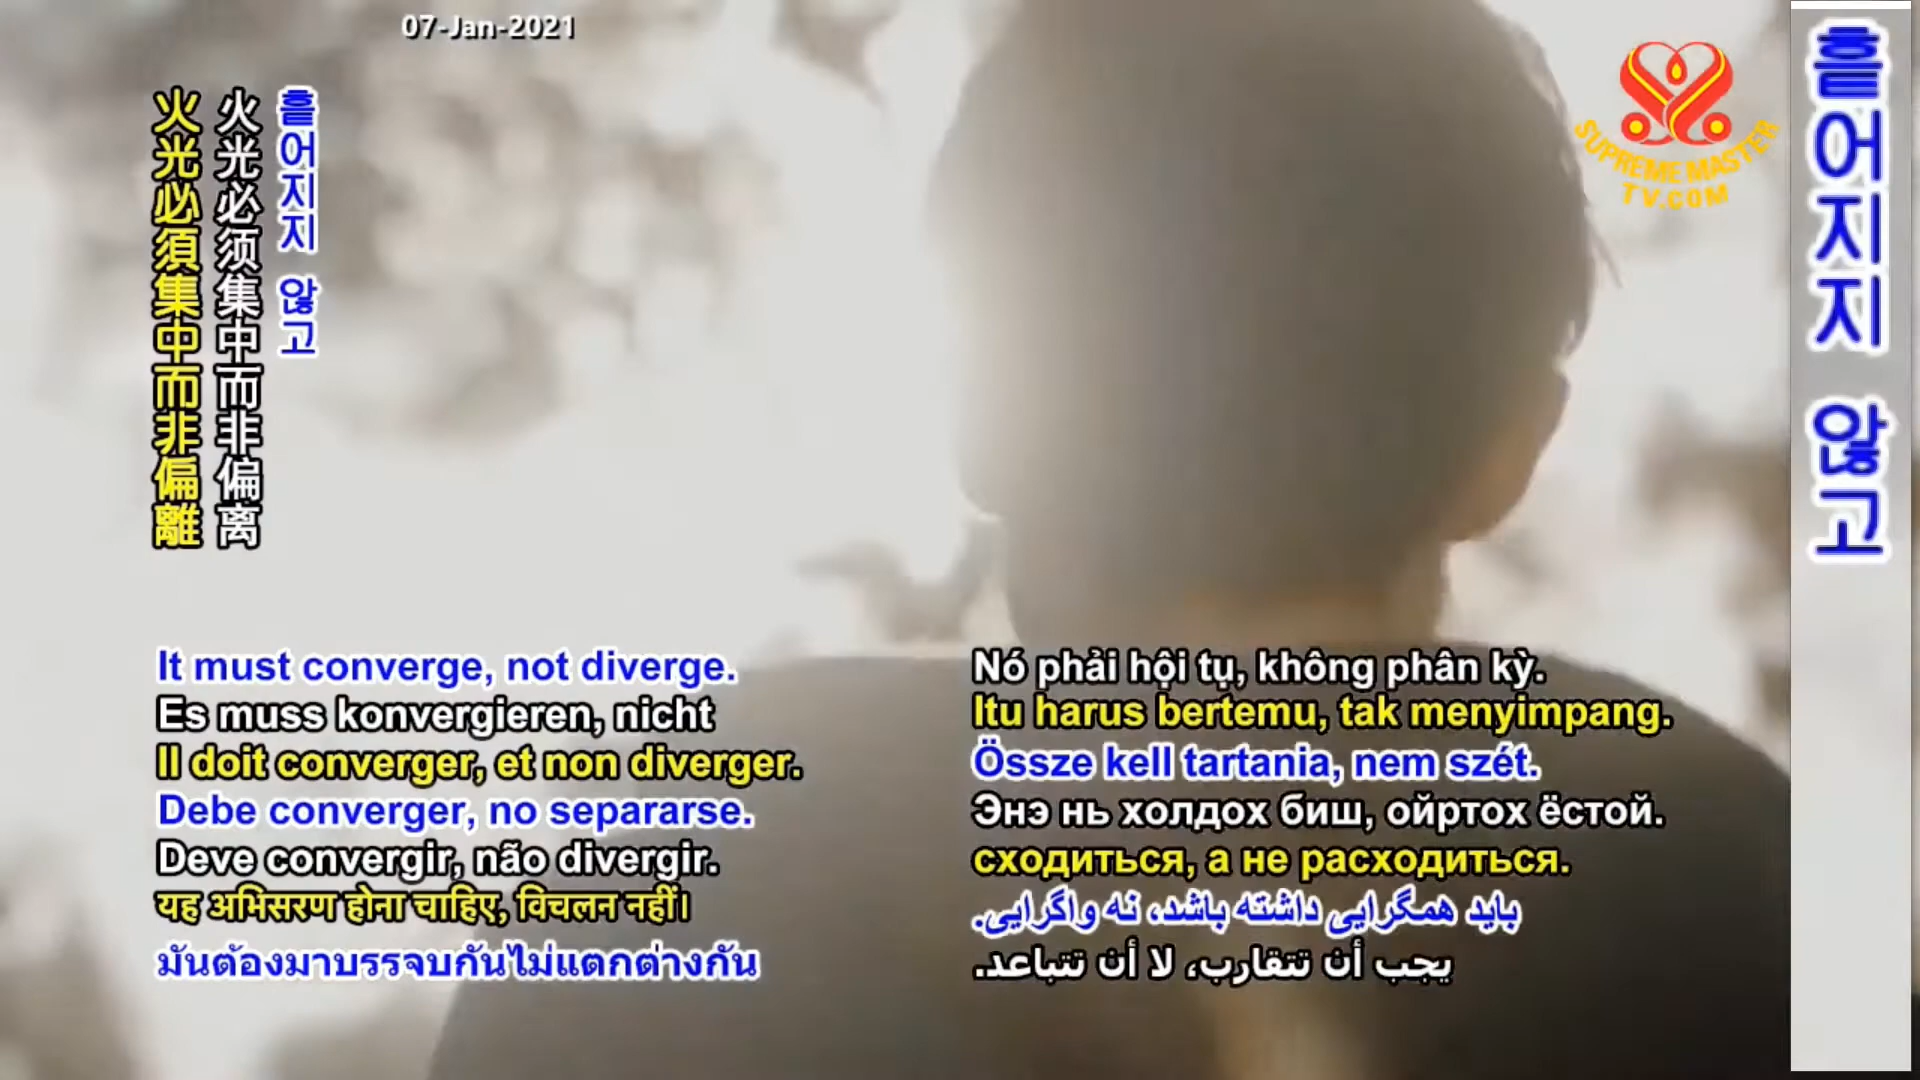 07-Jan-2021
火光必須集中而非偏離
火光必须集中而非偏离
흩어지지 않고
SUPREME MASTER
TV.COM
흩어지지 않고
It must converge, not diverge.
Es muss konvergieren, nicht
Il doit converger, et non diverger.
Debe converger, no separarse.
Deve convergir, não divergir.
यह अभिसरण होना चाहिए, विचलन नहीं।
มันต้องมาบรรจบกันไม่แตกต่างกัน
Nó phải hội tụ, không phân kỳ.
Itu harus bertemu, tak menyimpang.
Össze kell tartania, nem szét.
Энэ нь холдох биш, ойртох ёстой.
сходиться, а не расходиться.
باید همگرایی داشته باشد، نه واگرایی.
يجب أن تتقارب، لا أن تتباعد.